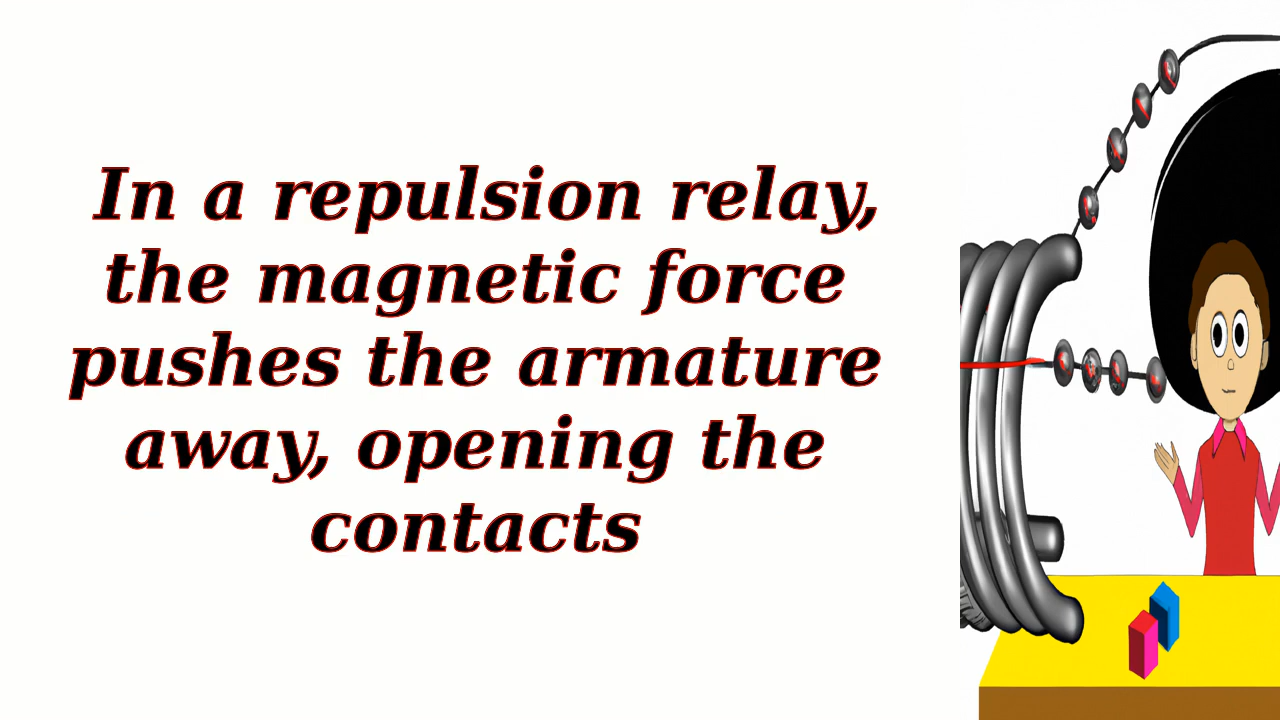 In a repulsion relay,
the magnetic force
pushes the armature
away, opening the
contacts